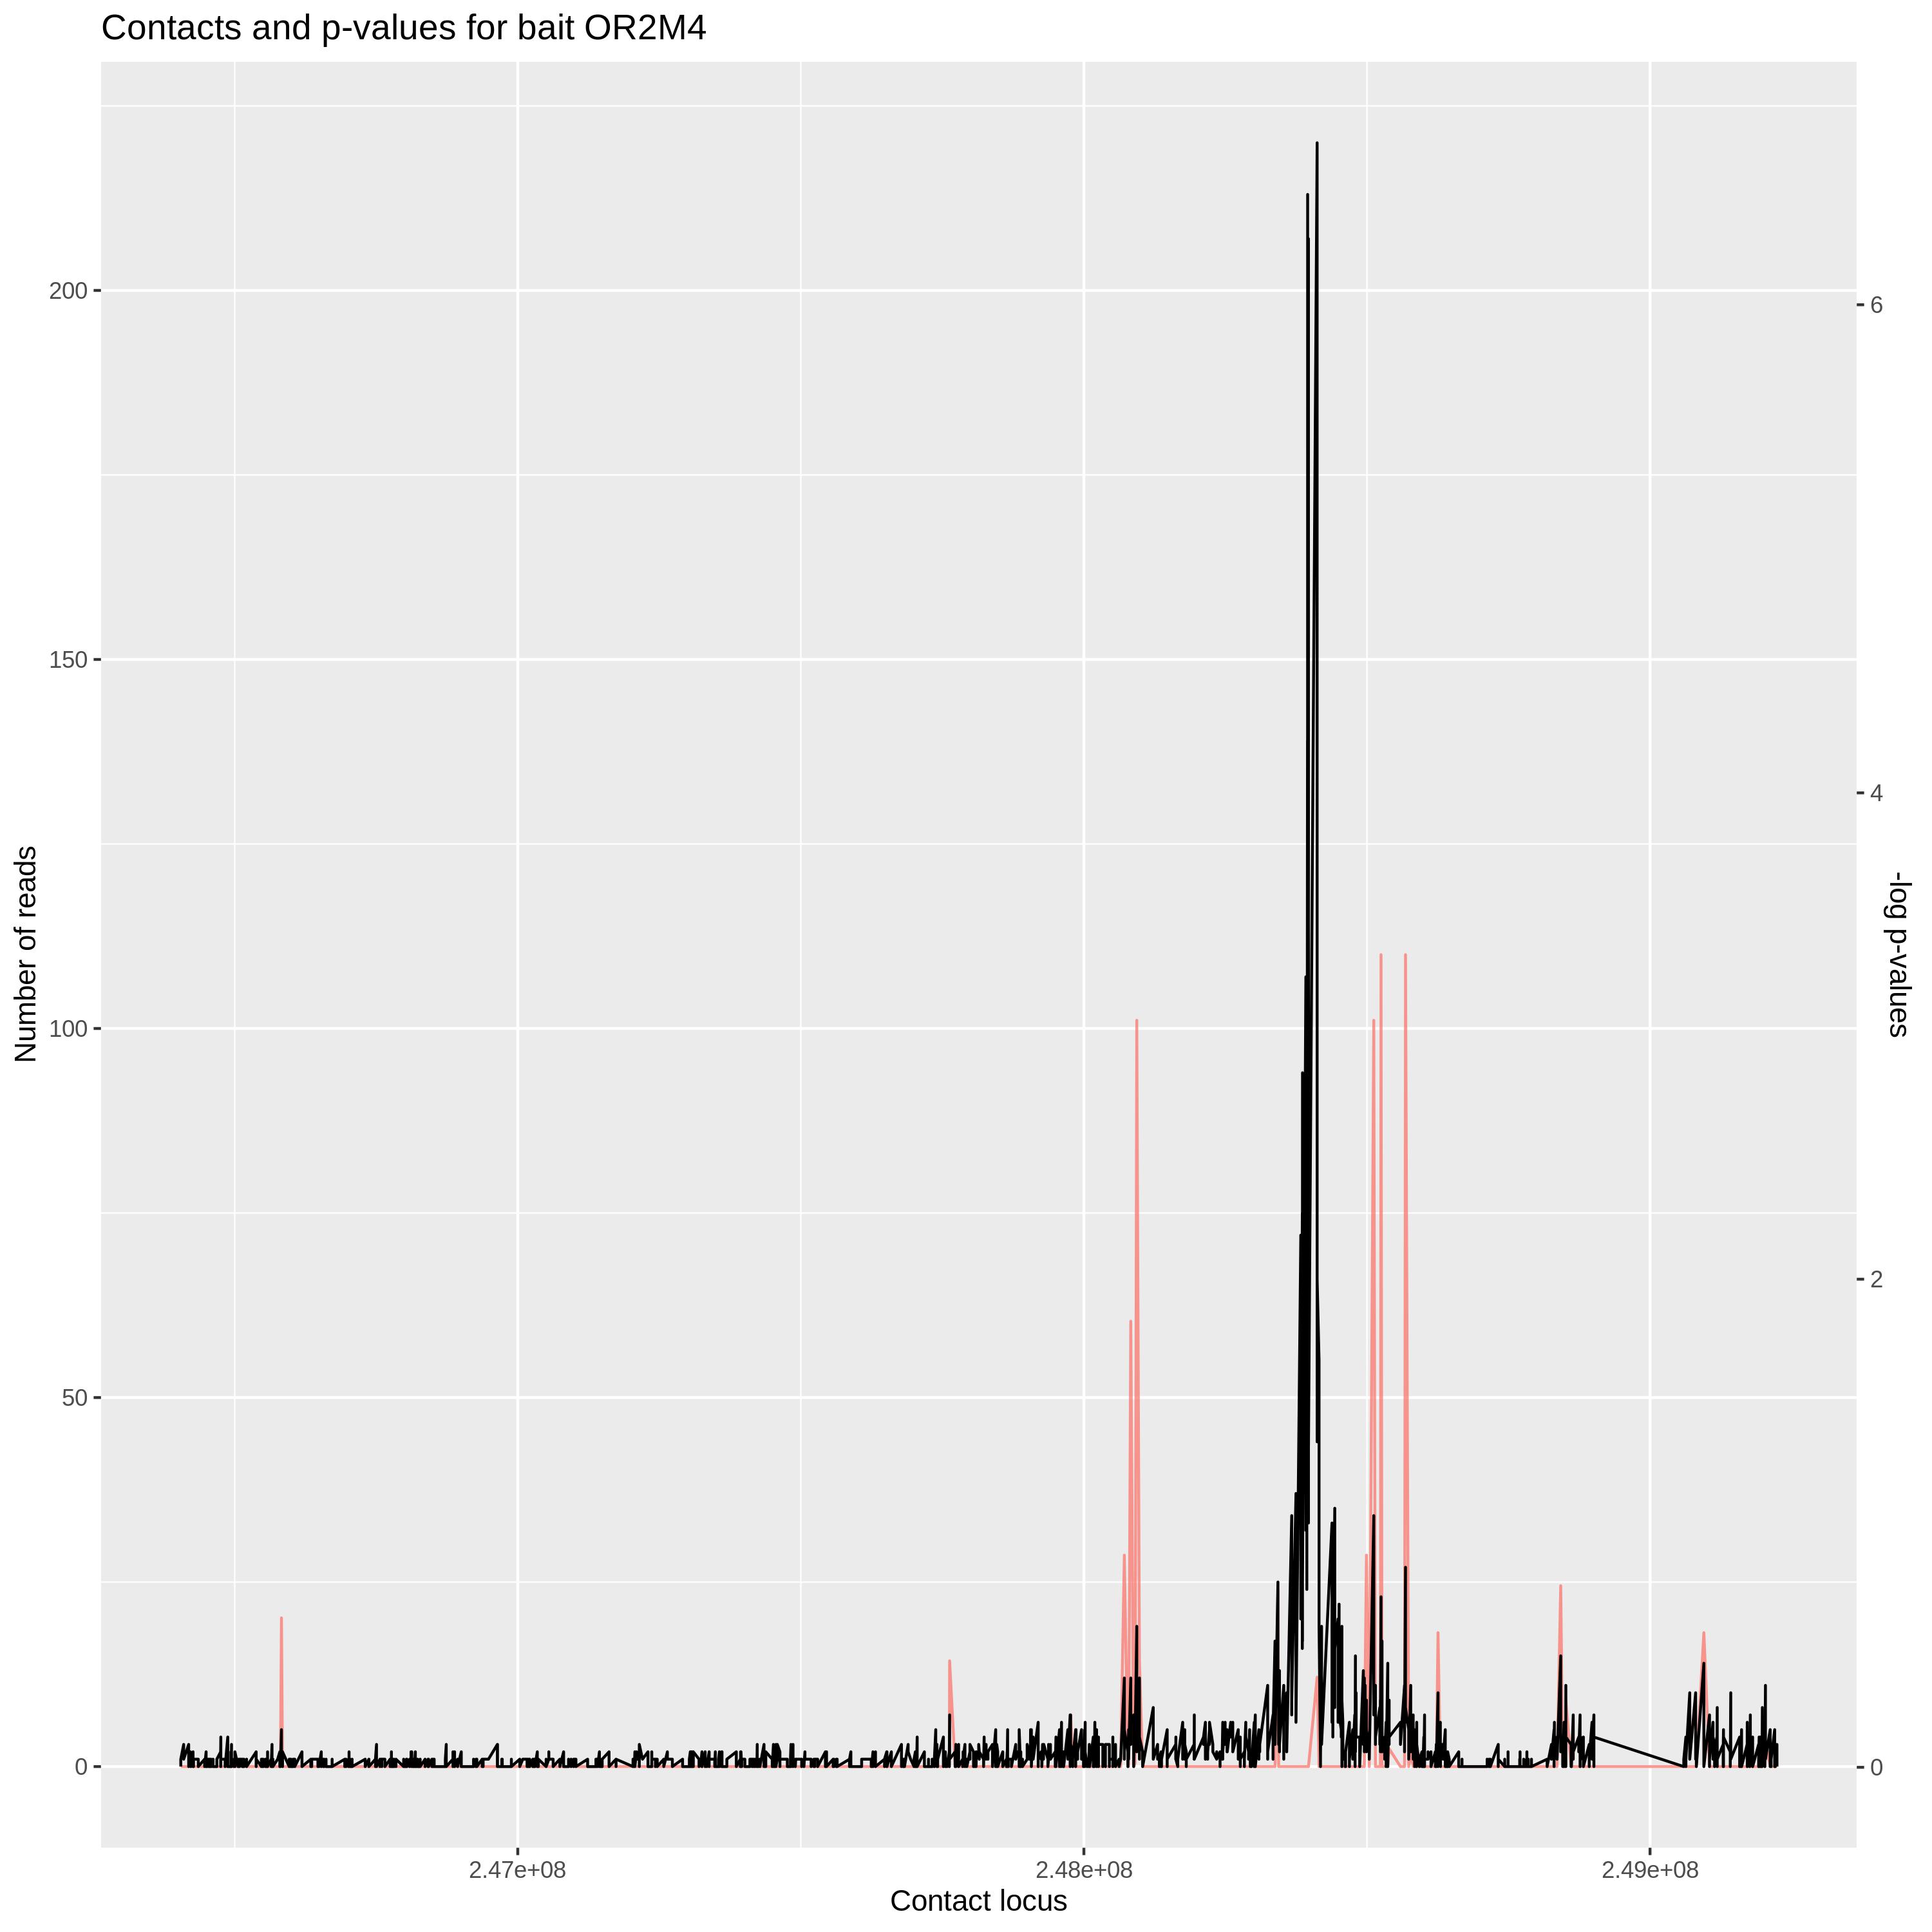 Contacts and p-values for bait OR2M4
Number of reads
200
150
100
50
0
6
4
2
0
-log p-values
2.47e+08
2.48e+08
2.49e+08
Contact locus